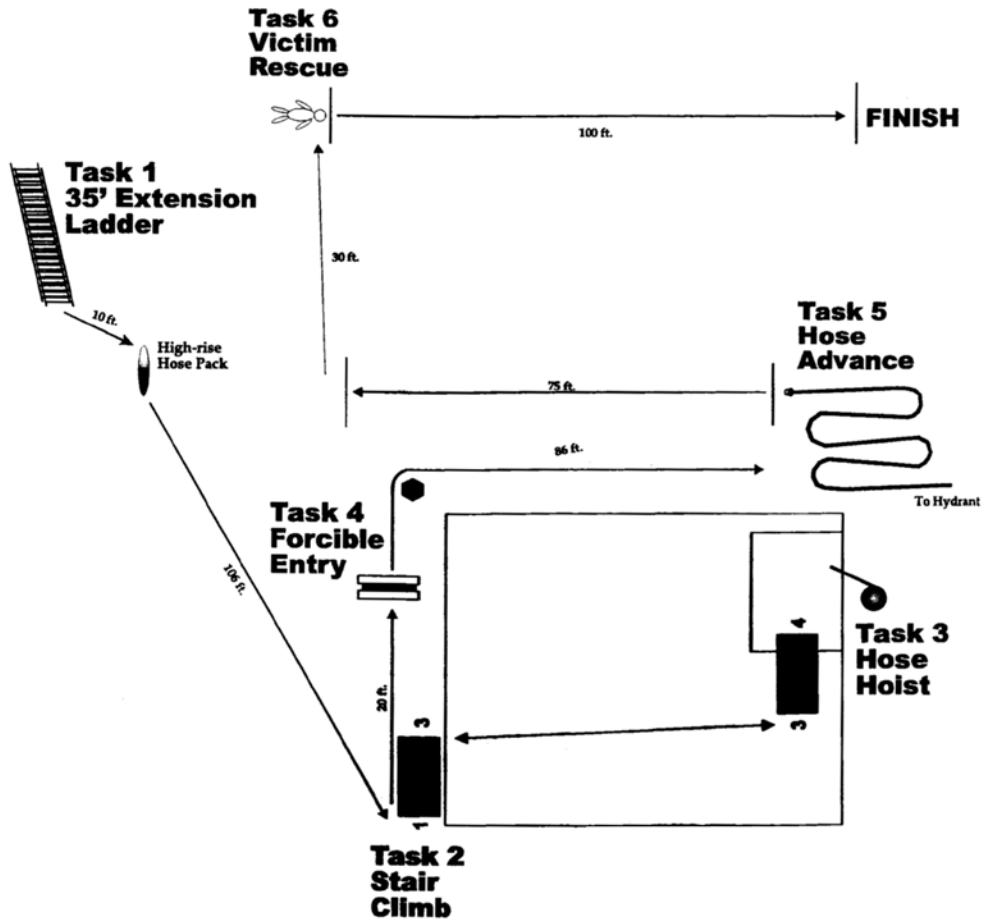 Task 6
Victim
Rescue
100 ft.
FINISH
Task 1
35' Extension
Ladder
10 ft.
High-rise
Hose Pack
30 ft.
Task 5
Hose
Advance
75 ft.
86 ft.
To Hydrant
Task 4
Forcible
Entry
106 ft.
20 ft.
4
3
Task 3
Hose
Hoist
3
1
Task 2
Stair
Climb